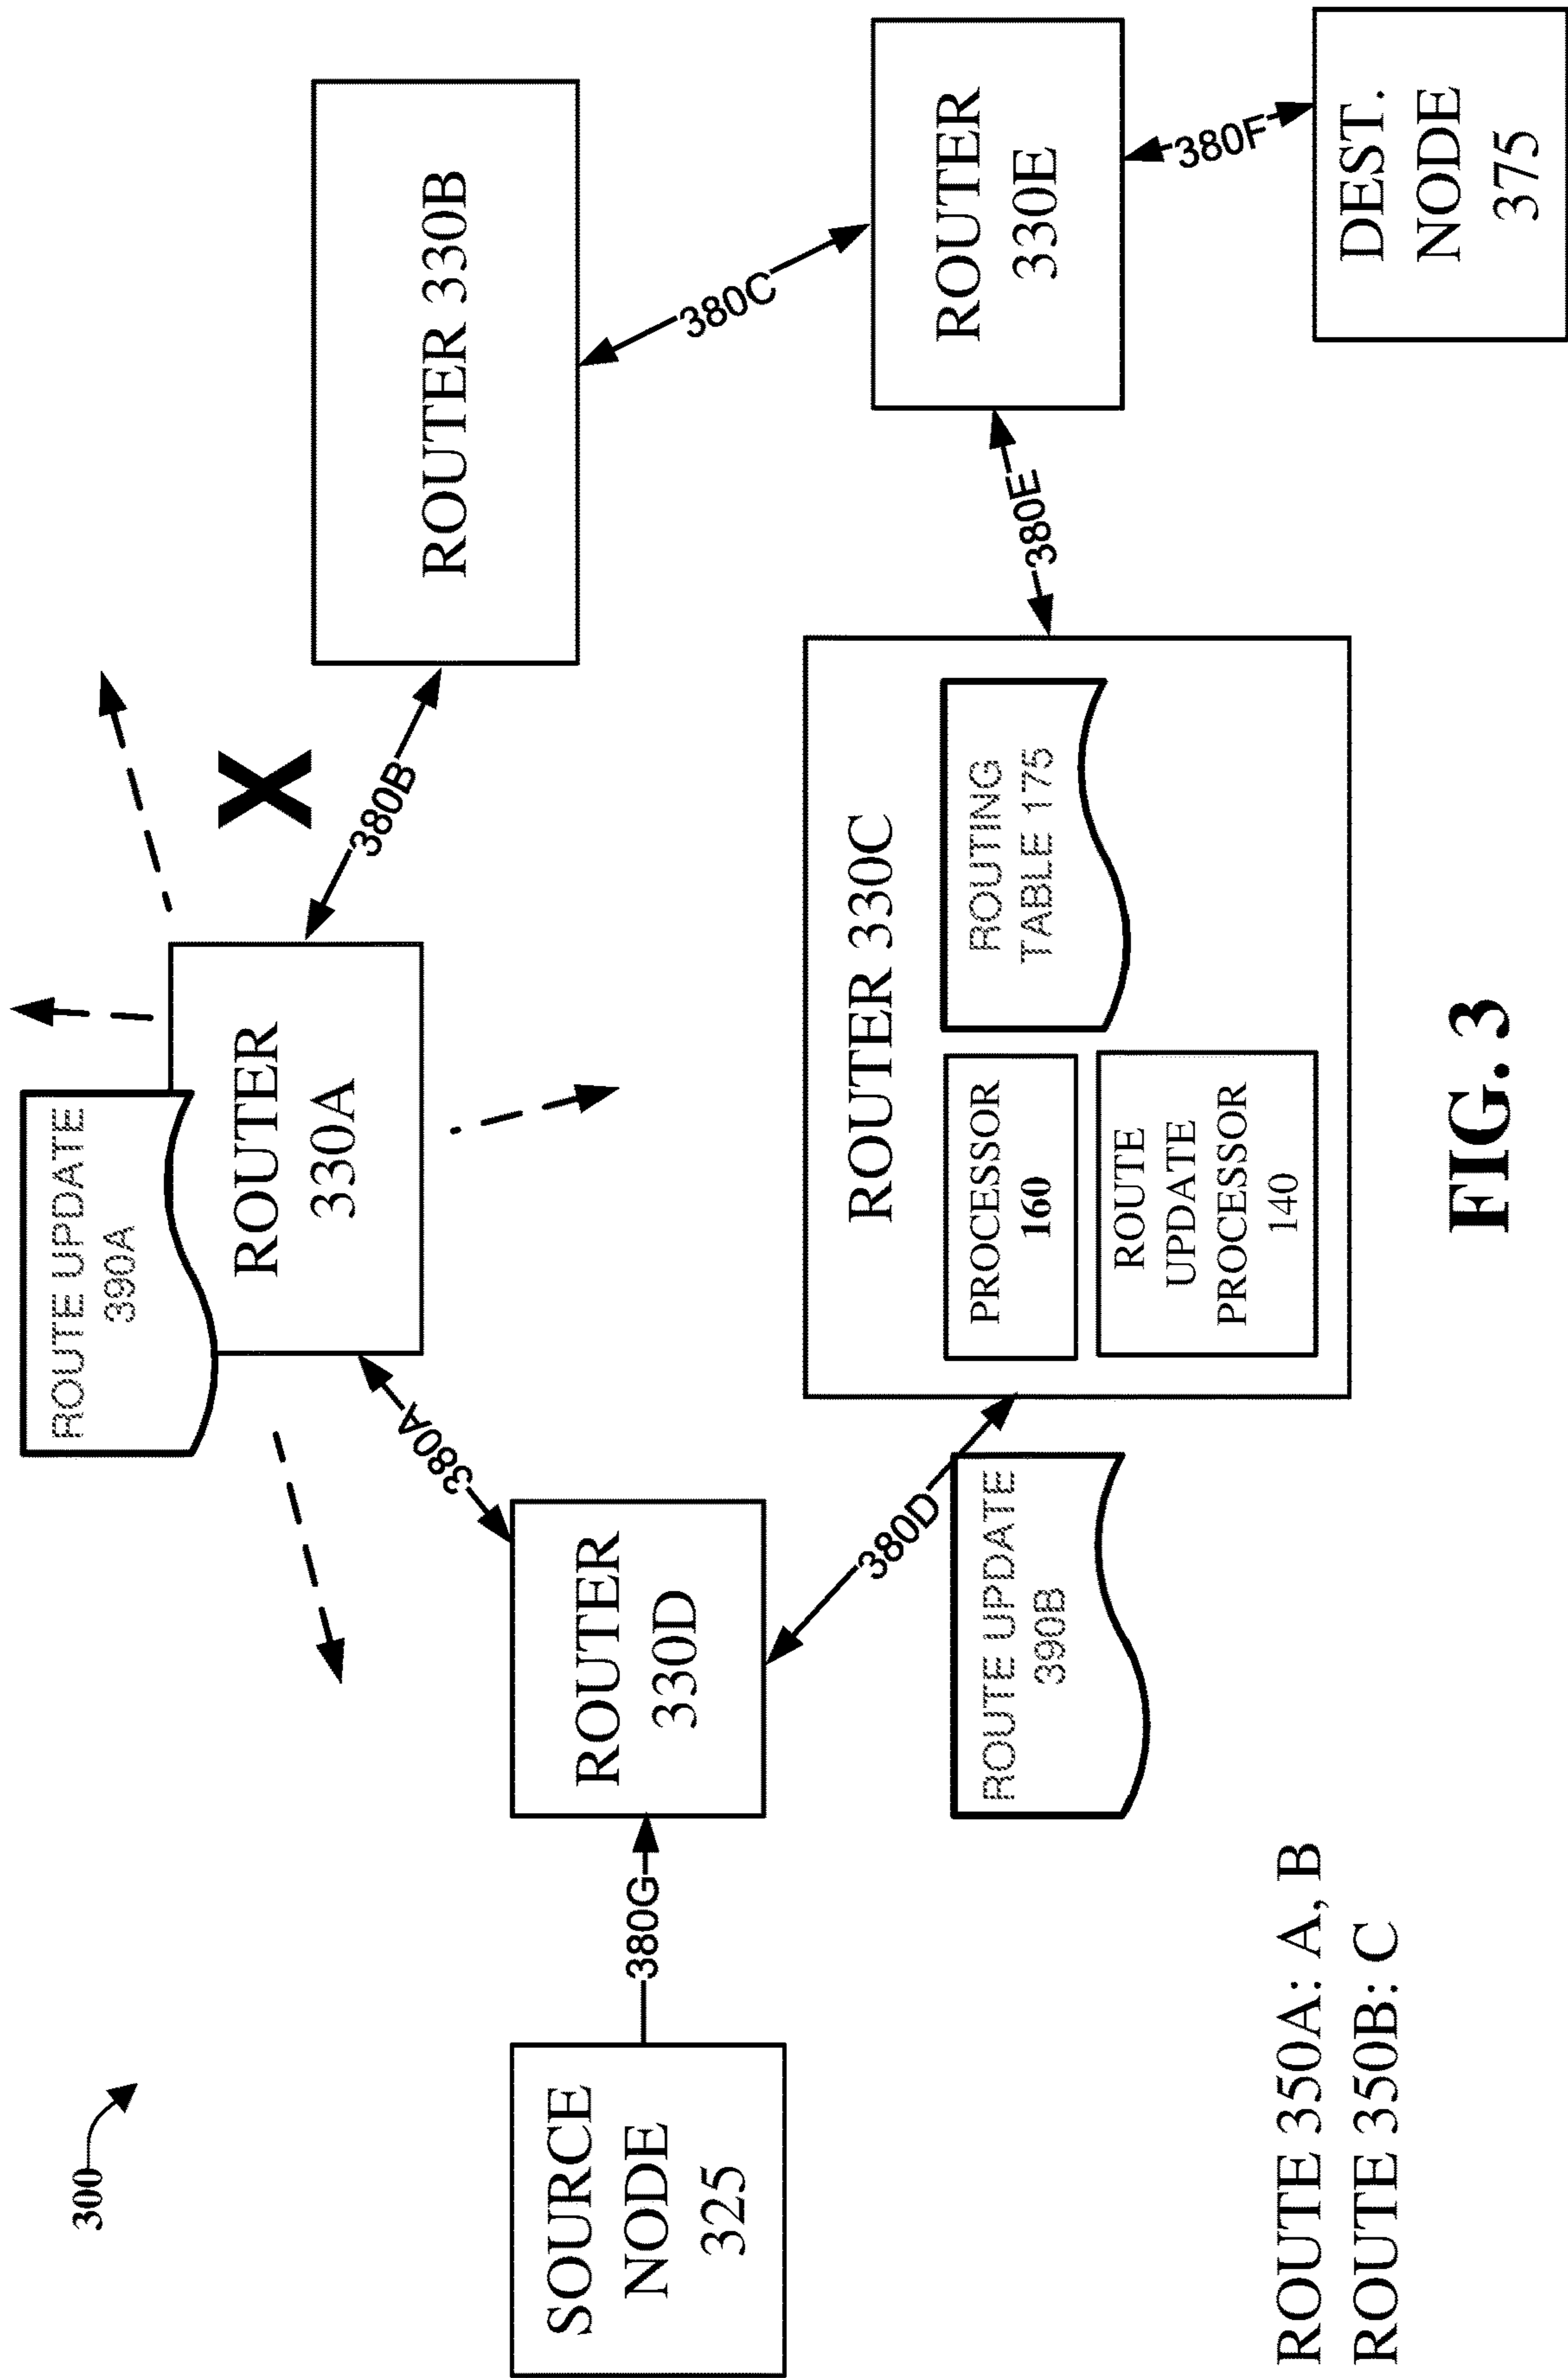 300
ROUTE UPDATE
390A
ROUTER
330A
X
380B
ROUTER 330B
380A
380C
SOURCE
NODE
325
380G
ROUTER
330D
380D
ROUTE UPDATE
390B
ROUTER 330C
PROCESSOR
160
ROUTE
UPDATE
PROCESSOR
140
ROUTING
TABLE 175
380E
ROUTER
330E
380F
DEST.
NODE
375
ROUTE 350A: A, B
ROUTE 350B: C
FIG. 3